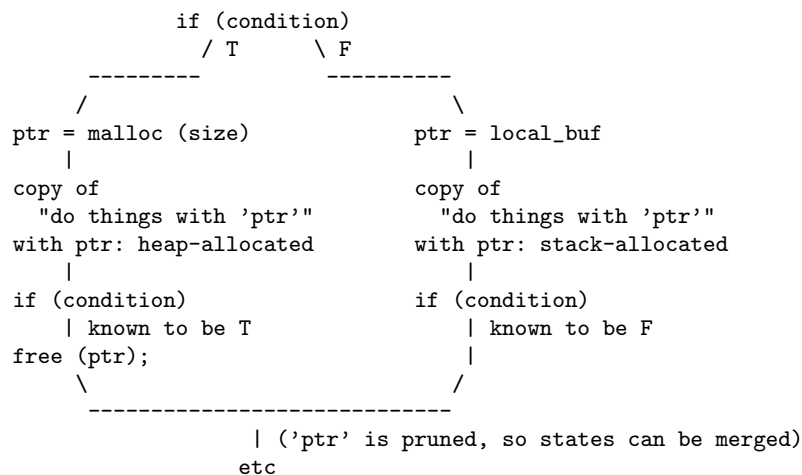 if (condition)
/ T \ F
--------- ----------
/ \
ptr = malloc (size) ptr = local_buf
| |
copy of copy of
"do things with ’ptr’" "do things with ’ptr’"
with ptr: heap-allocated with ptr: stack-allocated
| |
if (condition) if (condition)
| known to be T | known to be F
free (ptr); |
\ /
-----------------------------
| (’ptr’ is pruned, so states can be merged)
etc